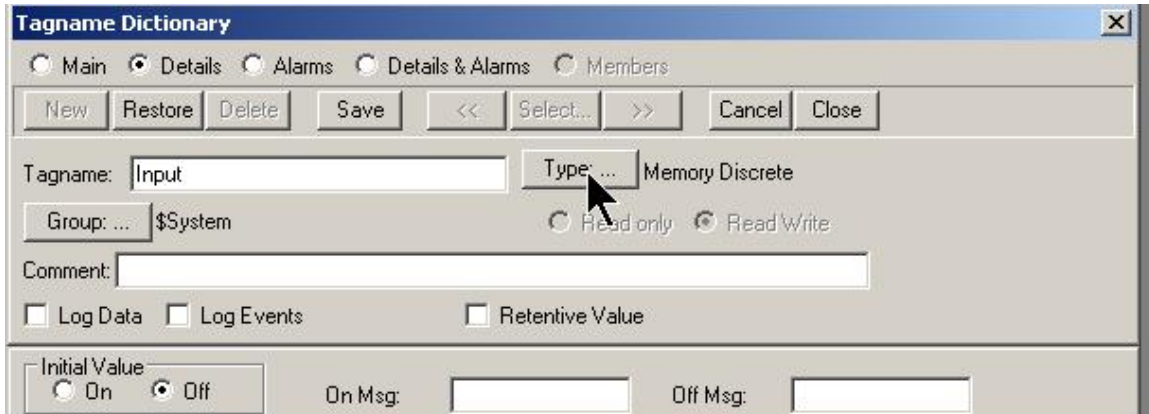 Tagname Dictionary
Main Details Alarms Details & Alarms Members
New Restore Delete Save << Select... >> Cancel Close
Tagname: Input Type: ... Memory Discrete
Group: ... $System Read only Read Write
Comment:
Log Data Log Events Retentive Value
Initial Value
On Off On Msg: Off Msg: